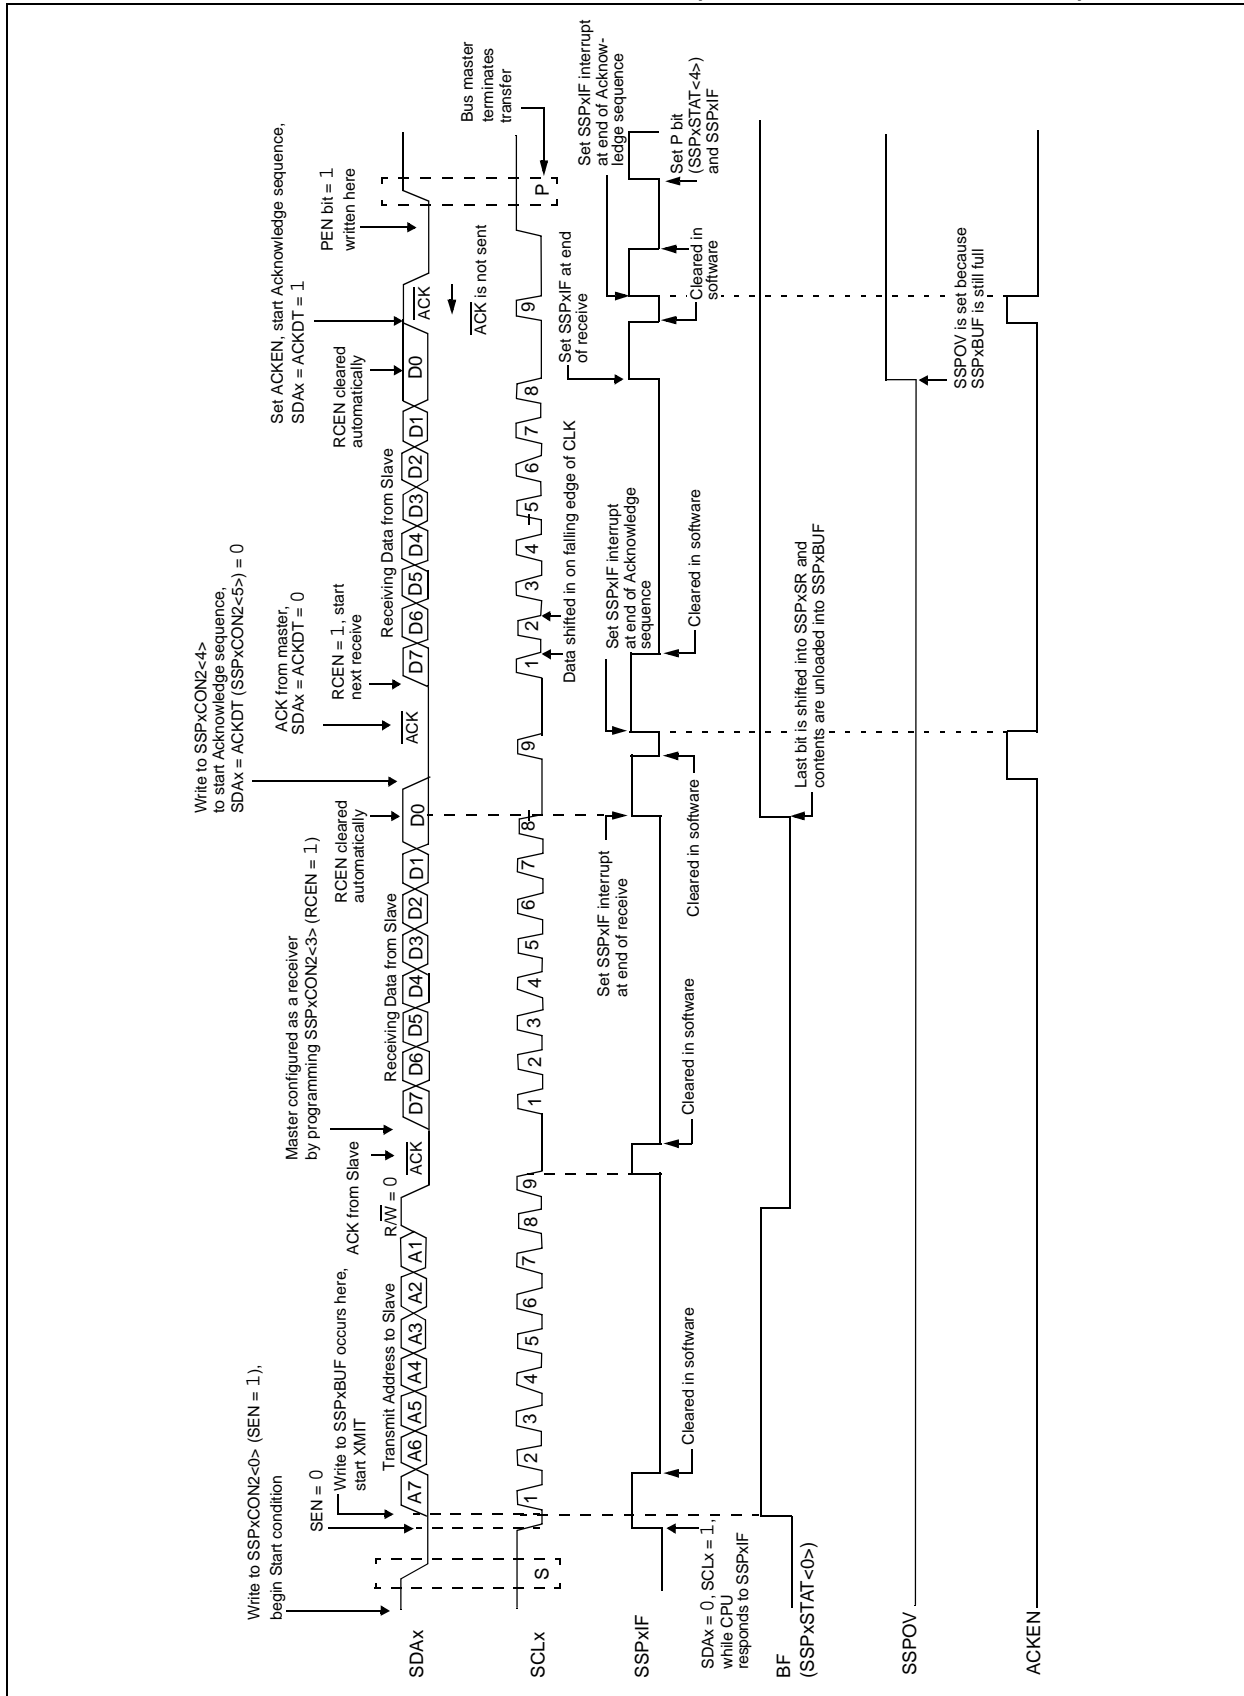 Write to SSPxCON2<0> (SEN = 1),
begin Start condition
SEN = 0
Write to SSPxBUF occurs here,
start XMIT
ACK from Slave
Master configured as a receiver
by programming SSPxCON2<3> (RCEN = 1)
RCEN cleared
automatically
Write to SSPxCON2<4>
to start Acknowledge sequence,
SDAx = ACKDT (SSPxCON2<5>) = 0
ACK from master,
SDAx = ACKDT = 0
RCEN = 1, start
next receive
RCEN cleared
automatically
Set ACKEN, start Acknowledge sequence,
SDAx = ACKDT = 1
PEN bit = 1
written here
Transmit Address to Slave
R/W = 0
Receiving Data from Slave
Receiving Data from Slave
SDAx
A7 A6 A5 A4 A3 A2 A1 ACK D7 D6 D5 D4 D3 D2 D1 D0 ACK D7 D6 D5 D4 D3 D2 D1 D0 ACK
ACK is not sent
Bus master
terminates
transfer
SCLx
S 1 2 3 4 5 6 7 8 9 1 2 3 4 5 6 7 8 9 1 2 3 4 5 6 7 8 9 P
Data shifted in on falling edge of CLK
Set SSPxIF interrupt
at end of receive
Set SSPxIF interrupt
at end of Acknowledge
sequence
Set SSPxIF at end
of receive
Set SSPxIF interrupt
at end of Acknow-
ledge sequence
SSPxIF
SDAx = 0, SCLx = 1,
while CPU
responds to SSPxIF
Cleared in software
Cleared in software
Cleared in software
Cleared in software
Cleared in
software
Set P bit
(SSPxSTAT<4>)
and SSPxIF
BF
(SSPxSTAT<0>)
Last bit is shifted into SSPxSR and
contents are unloaded into SSPxBUF
SSPOV
SSPOV is set because
SSPxBUF is still full
ACKEN